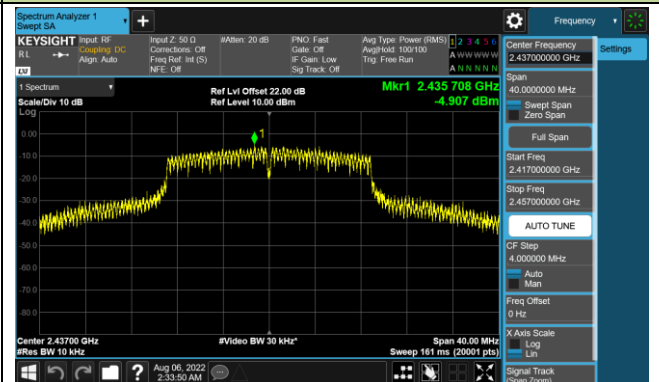 Spectrum Analyzer 1
Swept SA
+
Frequency
KEYSIGHT
RL
LXI
Input: RF
Coupling: DC
Align: Auto
Input Z: 50 Ω
Corrections: Off
Freq Ref: Int (S)
NFE: Off
#Atten: 20 dB
PNO: Fast
Gate: Off
IF Gain: Low
Sig Track: Off
Avg Type: Power (RMS)
Avg|Hold: 100/100
Trig: Free Run
1 2 3 4 5 6
A W W W W W
A N N N N N
1 Spectrum
Scale/Div 10 dB
Log
Ref Lvl Offset 22.00 dB
Ref Level 10.00 dBm
Mkr1 2.435 708 GHz
-4.907 dBm
1
0.00
-10.0
-20.0
-30.0
-40.0
-50.0
-60.0
-70.0
-80.0
Center 2.43700 GHz
#Res BW 10 kHz
#Video BW 30 kHz*
Span 40.00 MHz
Sweep 161 ms (20001 pts)
Center Frequency
2.437000000 GHz
Settings
Span
40.0000000 MHz
Swept Span
Zero Span
Full Span
Start Freq
2.417000000 GHz
Stop Freq
2.457000000 GHz
AUTO TUNE
CF Step
4.000000 MHz
Auto
Man
Freq Offset
0 Hz
X Axis Scale
Log
Lin
Signal Track
(Span Zoom)
?
Aug 06, 2022
2:33:50 AM